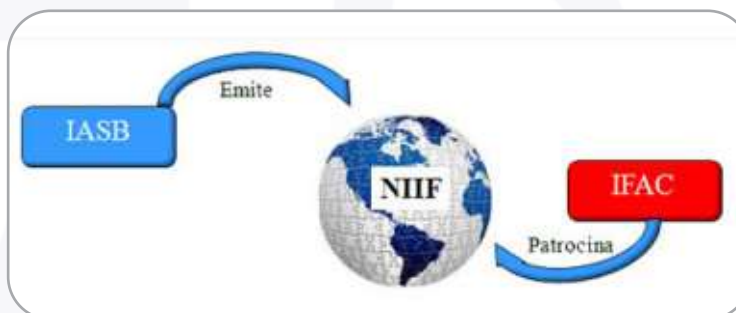 Emite
IASB
NIIF
IFAC
Patrocina